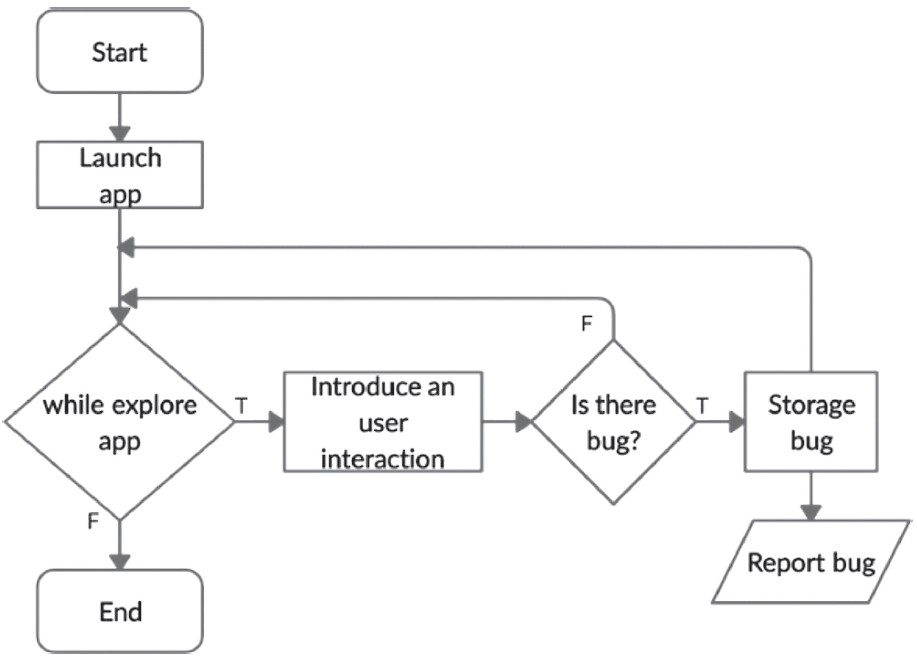 Start
Launch
app
F
while explore
app
T
Introduce an
user
interaction
Is there
bug?
T
Storage
bug
F
Report bug
End